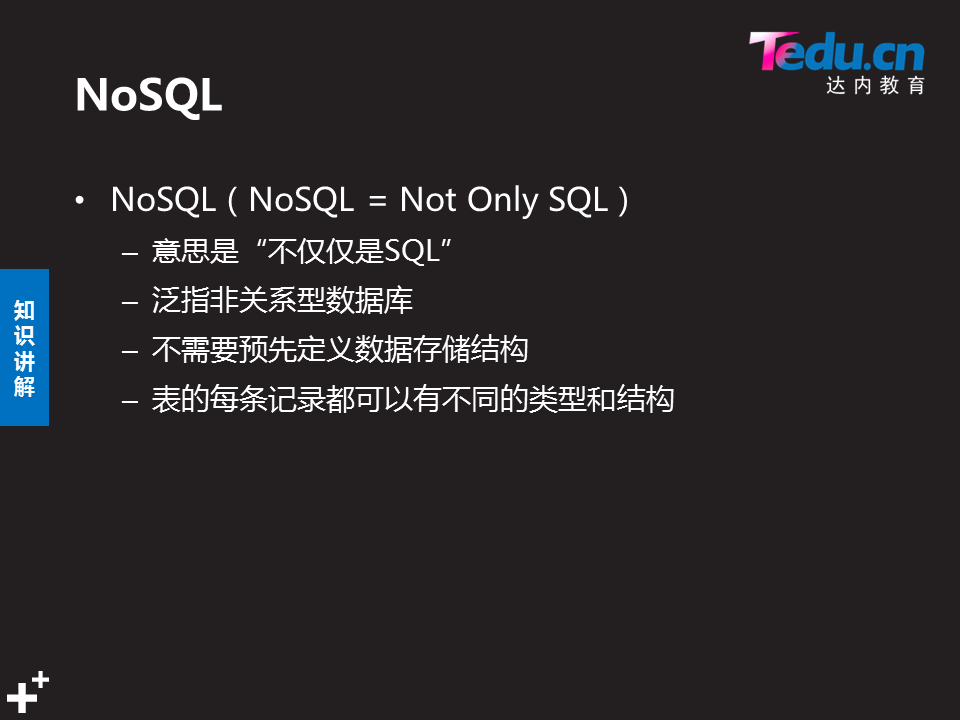 Tedu.cn
达内教育
NoSQL
• NoSQL（NoSQL = Not Only SQL）
– 意思是“不仅仅是SQL”
– 泛指非关系型数据库
– 不需要预先定义数据存储结构
– 表的每条记录都可以有不同的类型和结构
知
识
讲
解